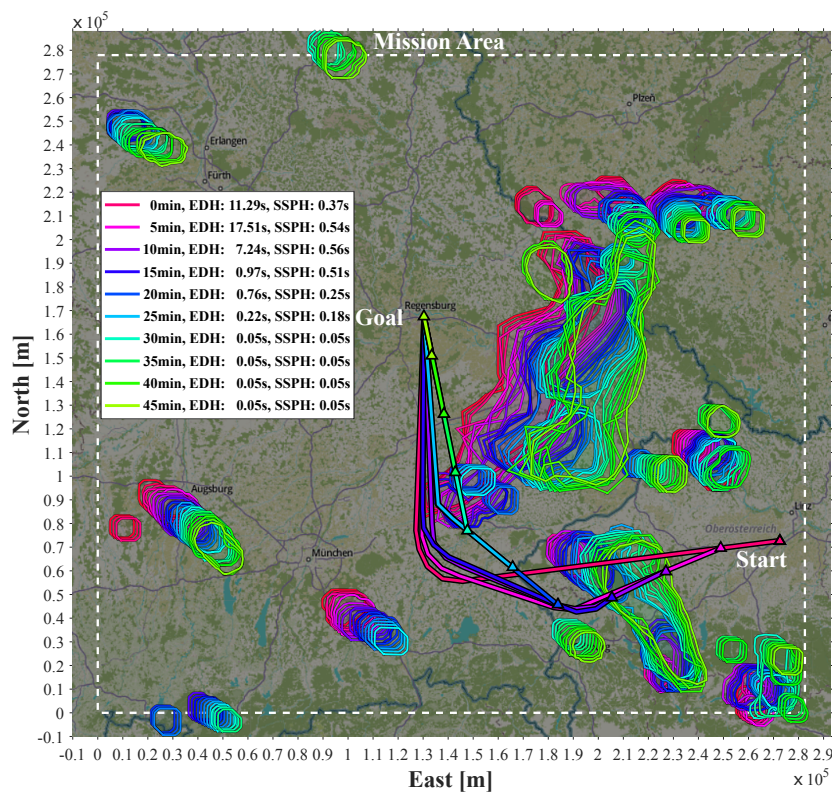 × 10⁵
Mission Area
2.8
2.7
2.6
2.5
2.4
2.3
2.2
2.1
2
1.9
1.8
1.7
1.6
1.5
1.4
1.3
1.2
1.1
1
0.9
0.8
0.7
0.6
0.5
0.4
0.3
0.2
0.1
0
-0.1
North [m]
Plzeň
Erlangen
Fürth
0min, EDH: 11.29s, SSPH: 0.37s
5min, EDH: 17.51s, SSPH: 0.54s
10min, EDH: 7.24s, SSPH: 0.56s
15min, EDH: 0.97s, SSPH: 0.51s
20min, EDH: 0.76s, SSPH: 0.25s
25min, EDH: 0.22s, SSPH: 0.18s
30min, EDH: 0.05s, SSPH: 0.05s
35min, EDH: 0.05s, SSPH: 0.05s
40min, EDH: 0.05s, SSPH: 0.05s
45min, EDH: 0.05s, SSPH: 0.05s
Regensburg
Goal
Augsburg
Linz
Oberösterreich
München
Start
-0.1 0 0.1 0.2 0.3 0.4 0.5 0.6 0.7 0.8 0.9 1 1.1 1.2 1.3 1.4 1.5 1.6 1.7 1.8 1.9 2 2.1 2.2 2.3 2.4 2.5 2.6 2.7 2.8 2.9
East [m]
× 10⁵